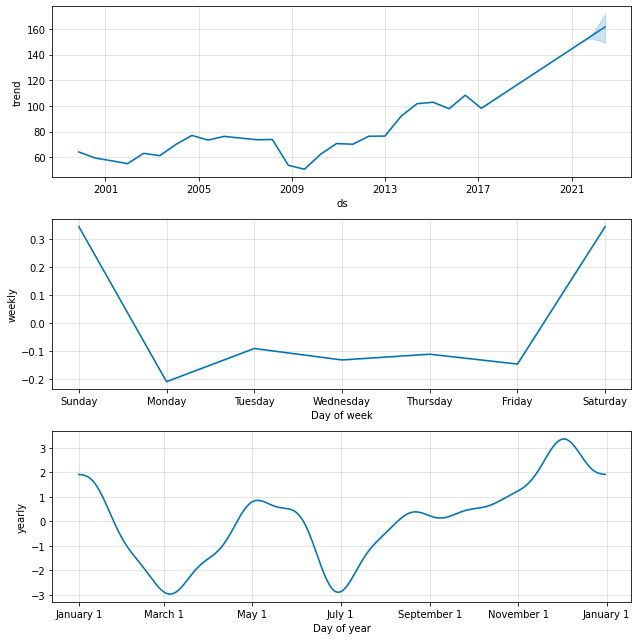 trend
160
140
120
100
80
60
2001 2005 2009 2013 2017 2021
ds
weekly
0.3
0.2
0.1
0.0
−0.1
−0.2
Sunday Monday Tuesday Wednesday Thursday Friday Saturday
Day of week
yearly
3
2
1
0
−1
−2
−3
January 1 March 1 May 1 July 1 September 1 November 1 January 1
Day of year